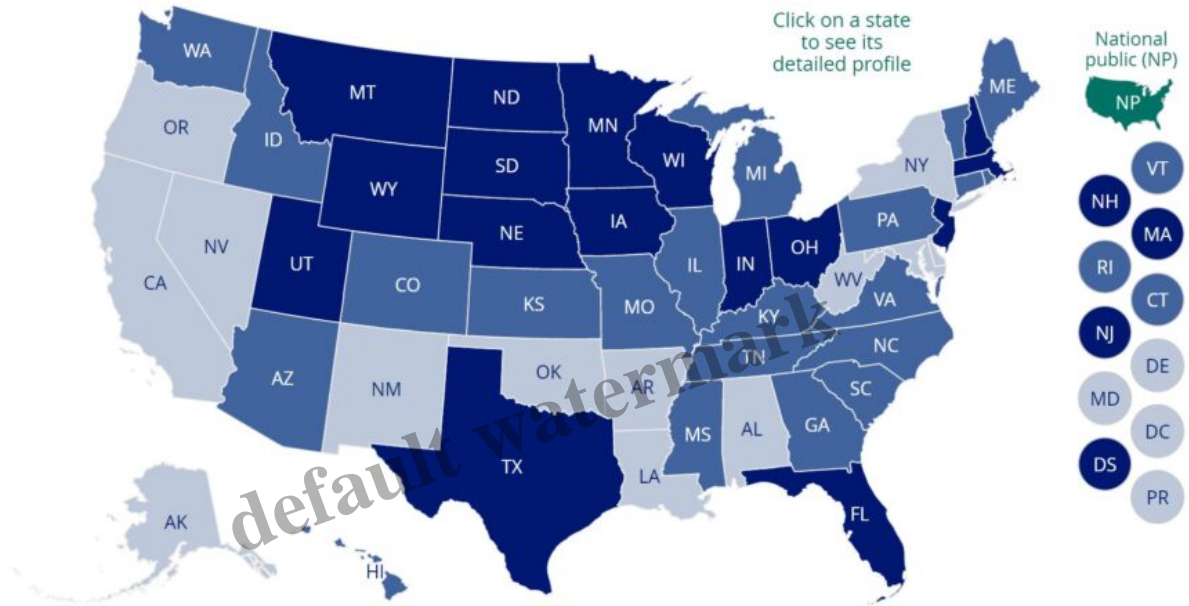 Click on a state
to see its
detailed profile
National
public (NP)
NP
WA
MT
ND
MN
ME
OR
ID
SD
WI
MI
NY
VT
WY
NH
IA
PA
MA
NE
NV
UT
OH
IL
IN
RI
CA
CO
WV
KS
MO
VA
CT
KY
NJ
NC
TN
AZ
OK
DE
NM
AR
SC
MD
GA
MS
AL
DC
TX
LA
DS
PR
FL
AK
HI
default watermark